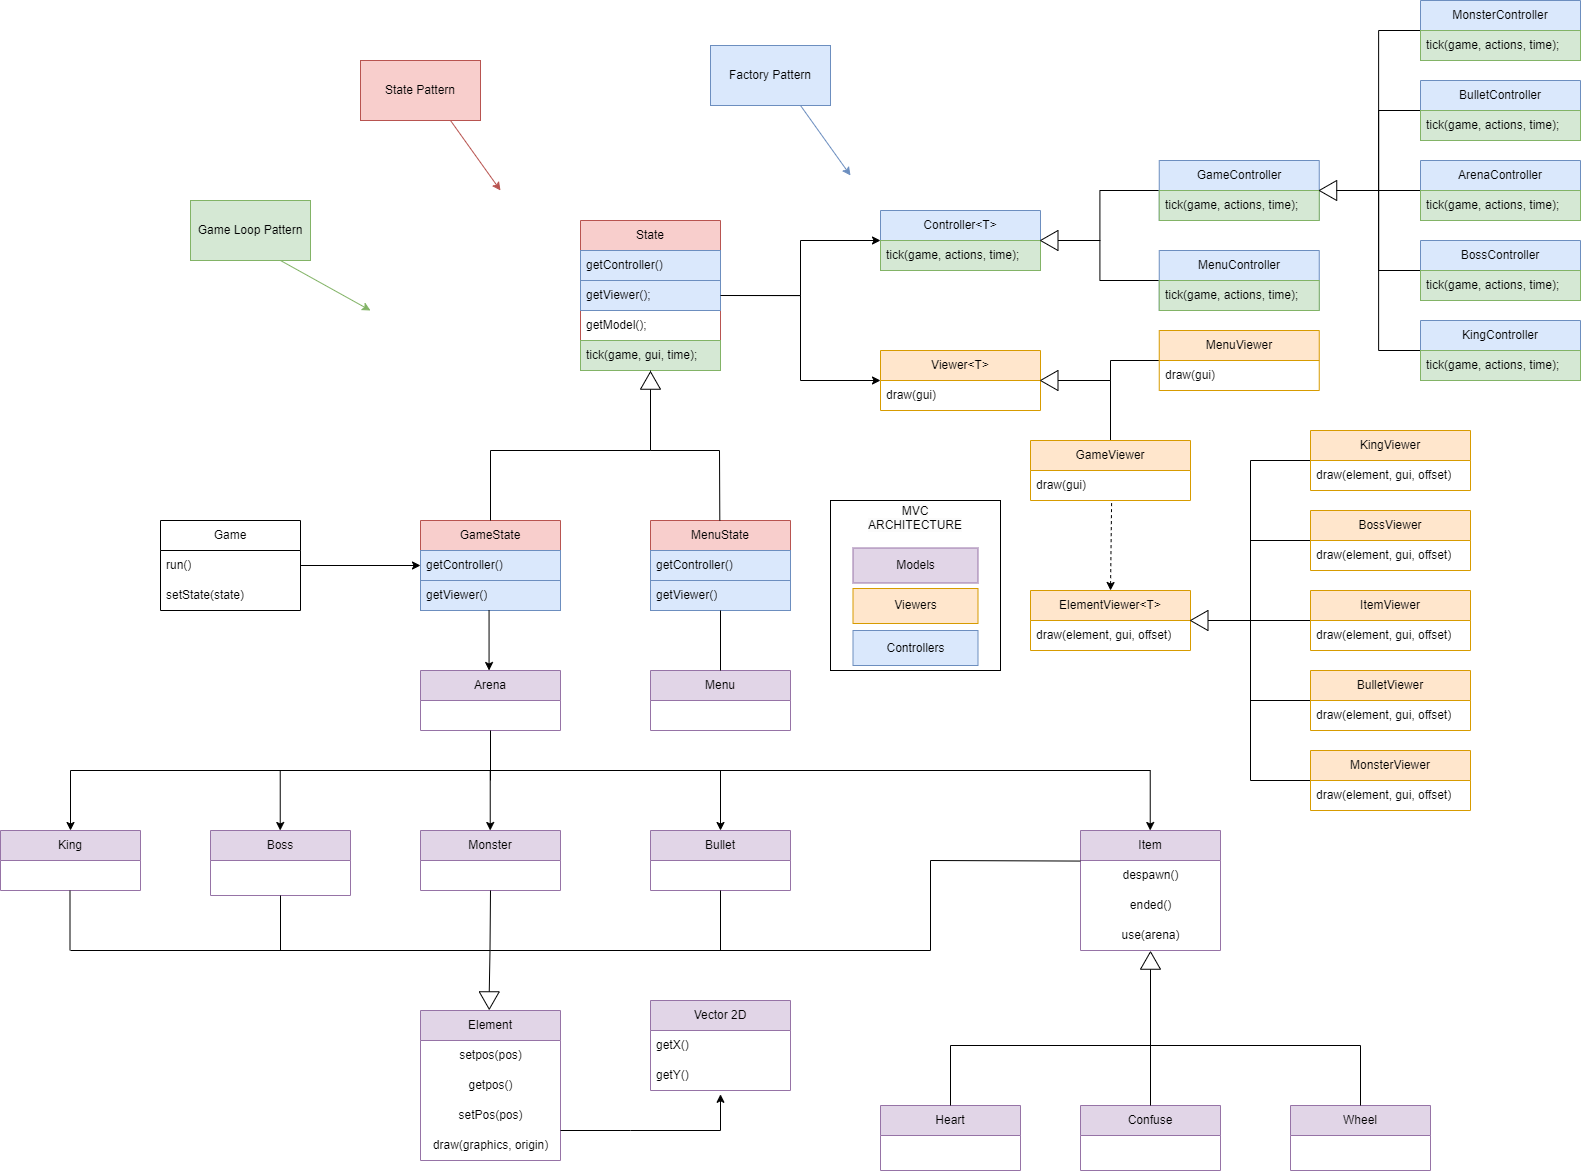 State Pattern
Factory Pattern
Game Loop Pattern
State
getController()
getViewer();
getModel();
tick(game, gui, time);
Controller<T>
tick(game, actions, time);
GameController
tick(game, actions, time);
MenuController
tick(game, actions, time);
MonsterController
tick(game, actions, time);
BulletController
tick(game, actions, time);
ArenaController
tick(game, actions, time);
BossController
tick(game, actions, time);
KingController
tick(game, actions, time);
Viewer<T>
draw(gui)
MenuViewer
draw(gui)
GameViewer
draw(gui)
KingViewer
draw(element, gui, offset)
BossViewer
draw(element, gui, offset)
ElementViewer<T>
draw(element, gui, offset)
ItemViewer
draw(element, gui, offset)
BulletViewer
draw(element, gui, offset)
MonsterViewer
draw(element, gui, offset)
Game
run()
setState(state)
GameState
getController()
getViewer()
MenuState
getController()
getViewer()
MVC
ARCHITECTURE
Models
Viewers
Controllers
Arena
Menu
King
Boss
Monster
Bullet
Item
despawn()
ended()
use(arena)
Element
setpos(pos)
getpos()
setPos(pos)
draw(graphics, origin)
Vector 2D
getX()
getY()
Heart
Confuse
Wheel